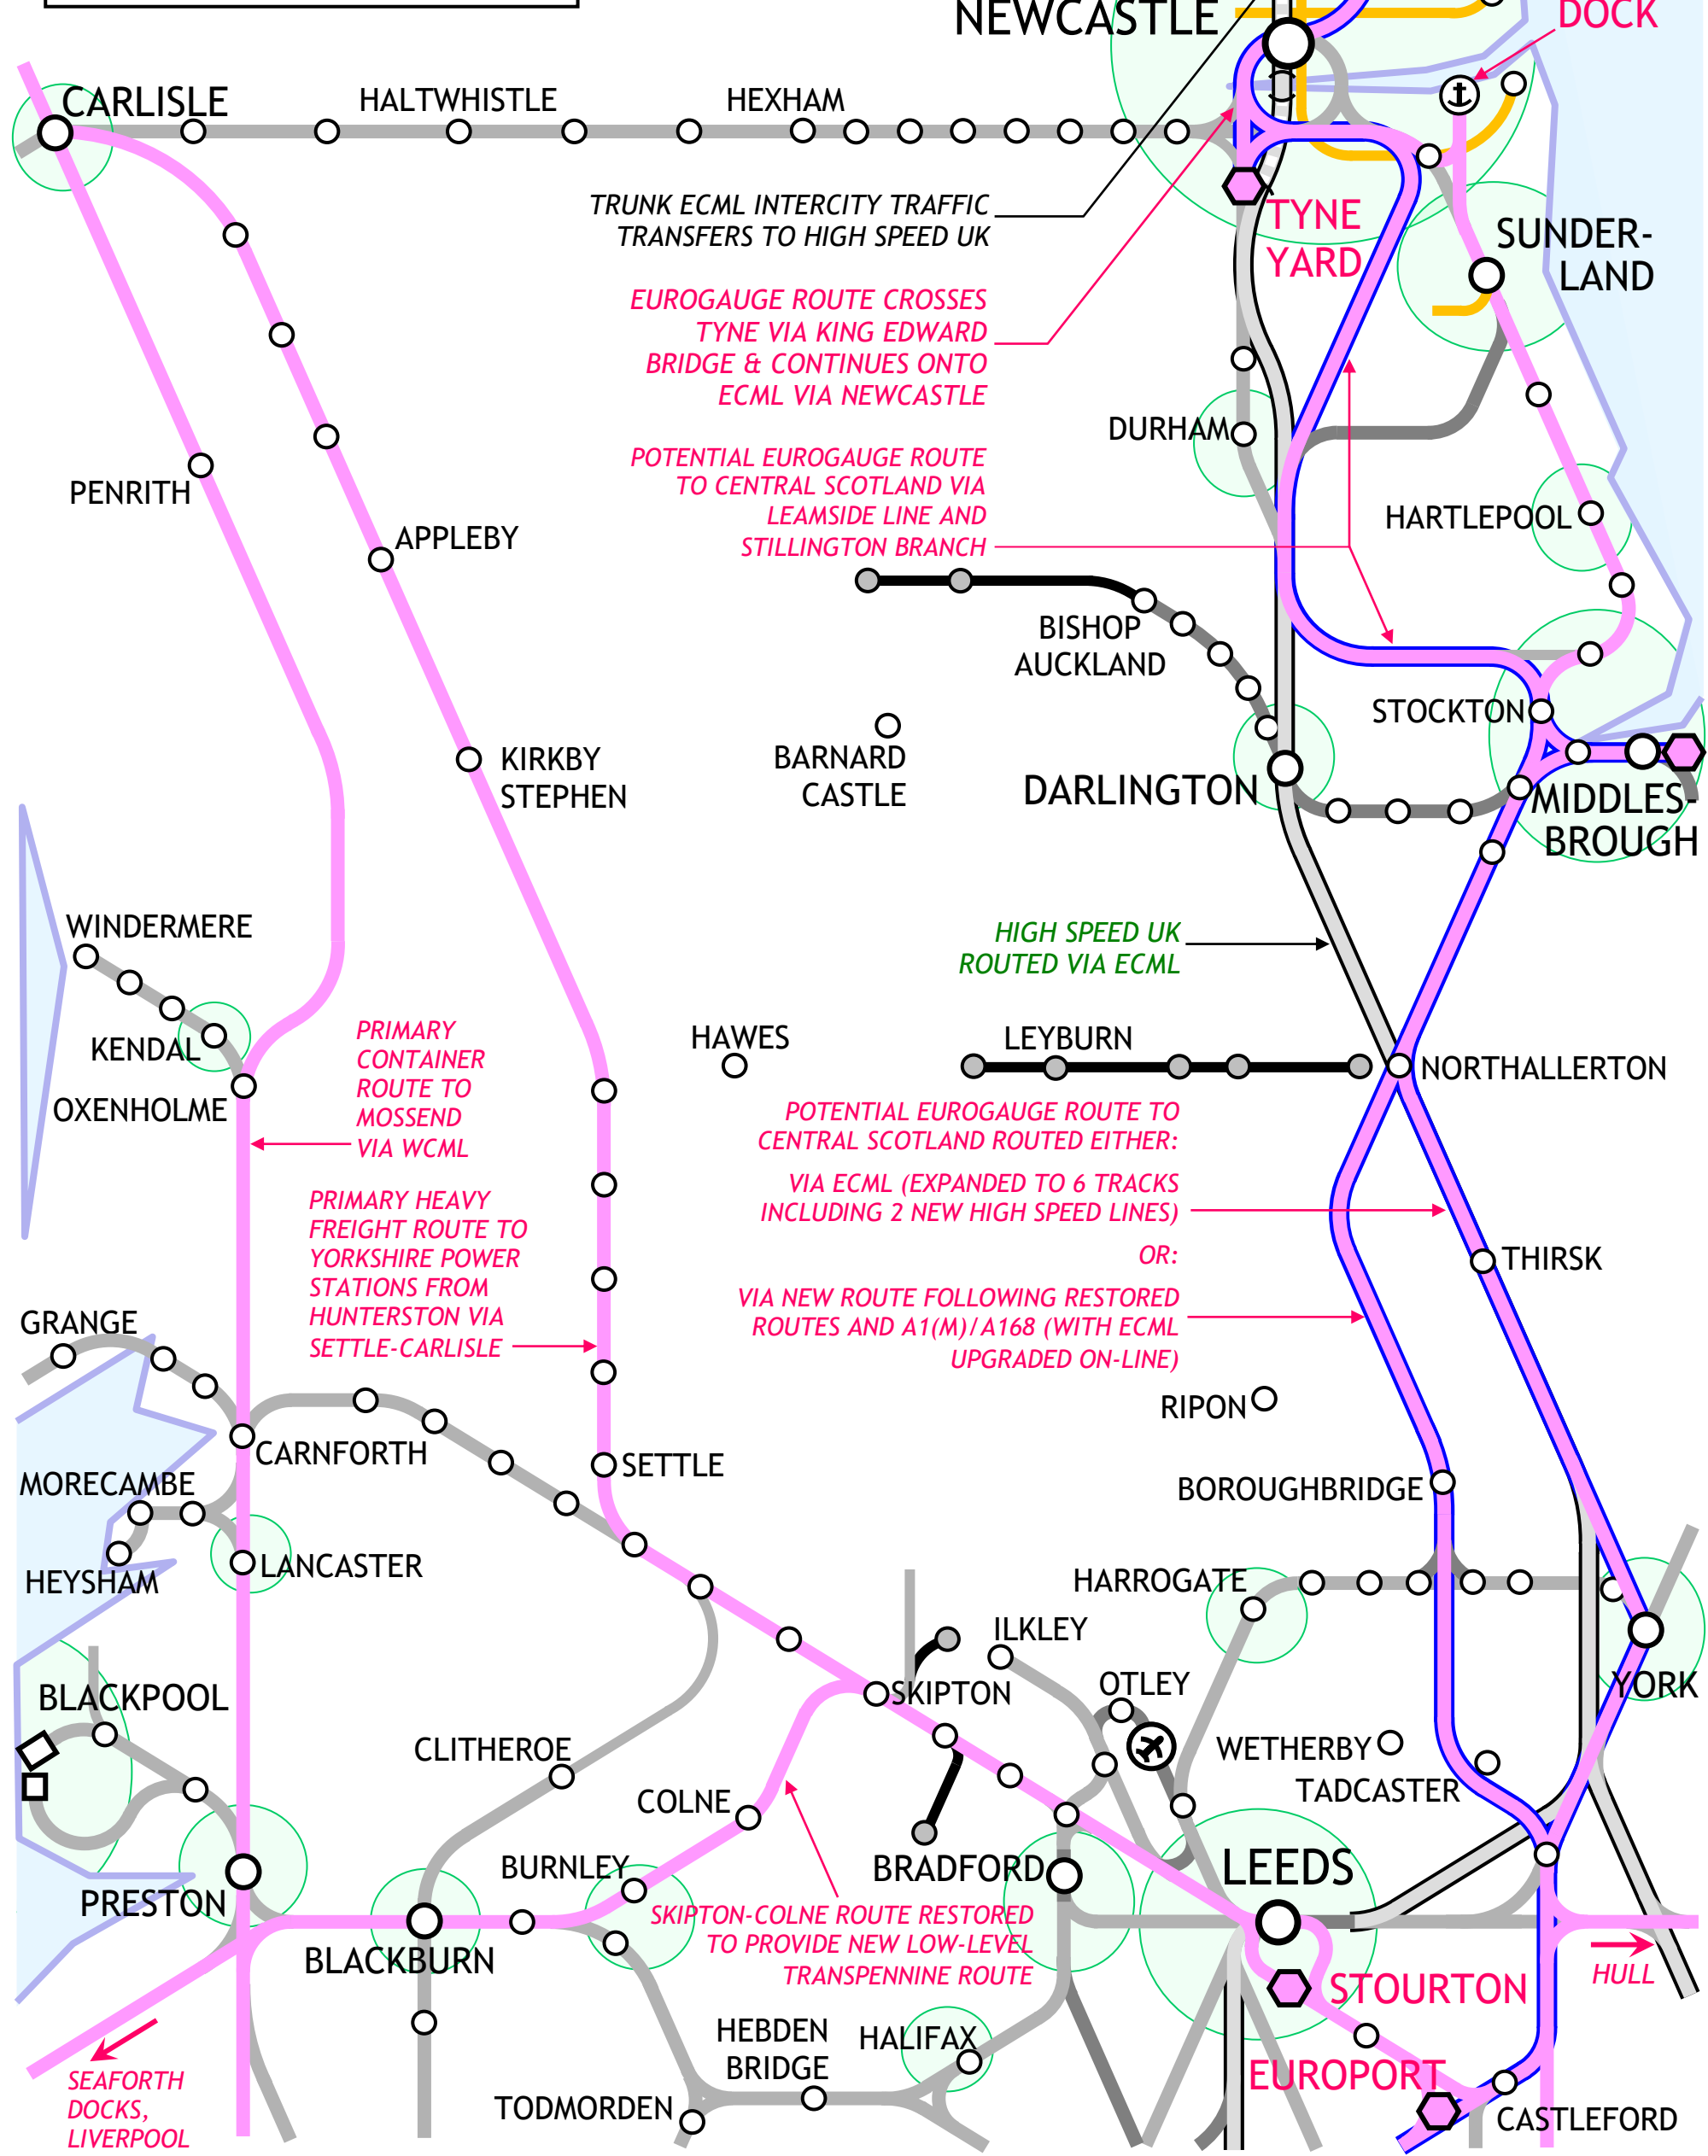 NEWCASTLE
DOCK
CARLISLE
HALTWHISTLE
HEXHAM
TRUNK ECML INTERCITY TRAFFIC
TRANSFERS TO HIGH SPEED UK
TYNE
YARD
SUNDER-
LAND
EUROGAUGE ROUTE CROSSES
TYNE VIA KING EDWARD
BRIDGE & CONTINUES ONTO
ECML VIA NEWCASTLE
DURHAM
PENRITH
POTENTIAL EUROGAUGE ROUTE
TO CENTRAL SCOTLAND VIA
LEAMSIDE LINE AND
STILLINGTON BRANCH
HARTLEPOOL
APPLEBY
BISHOP
AUCKLAND
STOCKTON
BARNARD
CASTLE
KIRKBY
STEPHEN
DARLINGTON
MIDDLES-
BROUGH
WINDERMERE
HIGH SPEED UK
ROUTED VIA ECML
KENDAL
OXENHOLME
PRIMARY
CONTAINER
ROUTE TO
MOSSEND
VIA WCML
HAWES
LEYBURN
NORTHALLERTON
POTENTIAL EUROGAUGE ROUTE TO
CENTRAL SCOTLAND ROUTED EITHER:
VIA ECML (EXPANDED TO 6 TRACKS
INCLUDING 2 NEW HIGH SPEED LINES)
OR:
VIA NEW ROUTE FOLLOWING RESTORED
ROUTES AND A1(M)/A168 (WITH ECML
UPGRADED ON-LINE)
PRIMARY HEAVY
FREIGHT ROUTE TO
YORKSHIRE POWER
STATIONS FROM
HUNTERSTON VIA
SETTLE-CARLISLE
THIRSK
GRANGE
RIPON
CARNFORTH
SETTLE
MORECAMBE
BOROUGHBRIDGE
HEYSHAM
LANCASTER
HARROGATE
ILKLEY
BLACKPOOL
SKIPTON
OTLEY
YORK
CLITHEROE
WETHERBY
TADCASTER
COLNE
PRESTON
BURNLEY
BRADFORD
LEEDS
BLACKBURN
SKIPTON-COLNE ROUTE RESTORED
TO PROVIDE NEW LOW-LEVEL
TRANSPENNINE ROUTE
STOURTON
HULL
HEBDEN
BRIDGE
HALIFAX
EUROPORT
SEAFORTH
DOCKS,
LIVERPOOL
TODMORDEN
CASTLEFORD